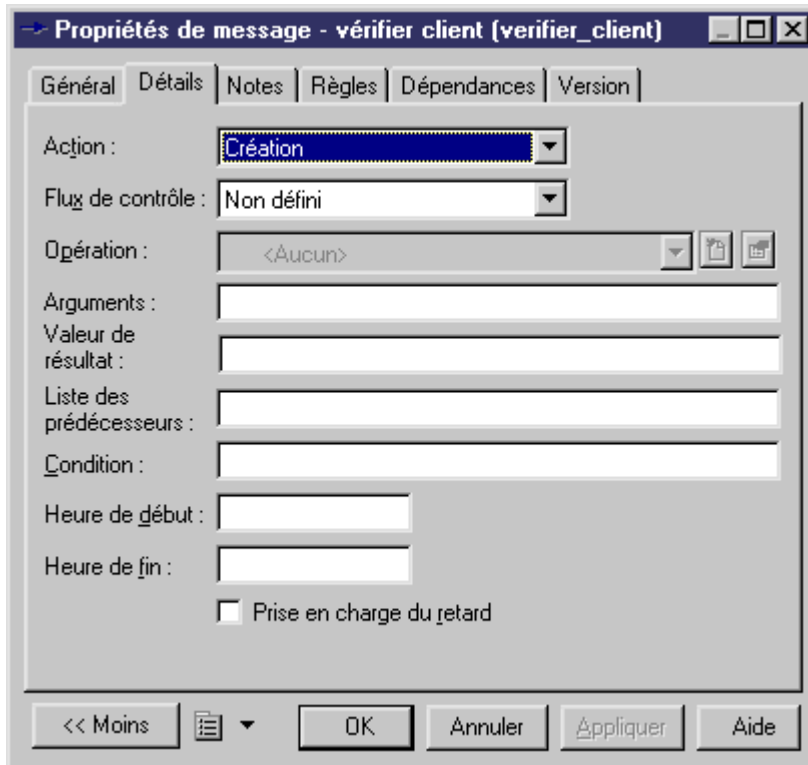 Propriétés de message - vérifier client (verifier_client)
Général Détails Notes Règles Dépendances Version
Action : Création
Flux de contrôle : Non défini
Opération : <Aucun>
Arguments :
Valeur de
résultat :
Liste des
prédécesseurs :
Condition :
Heure de début :
Heure de fin :
Prise en charge du retard
<< Moins OK Annuler Appliquer Aide